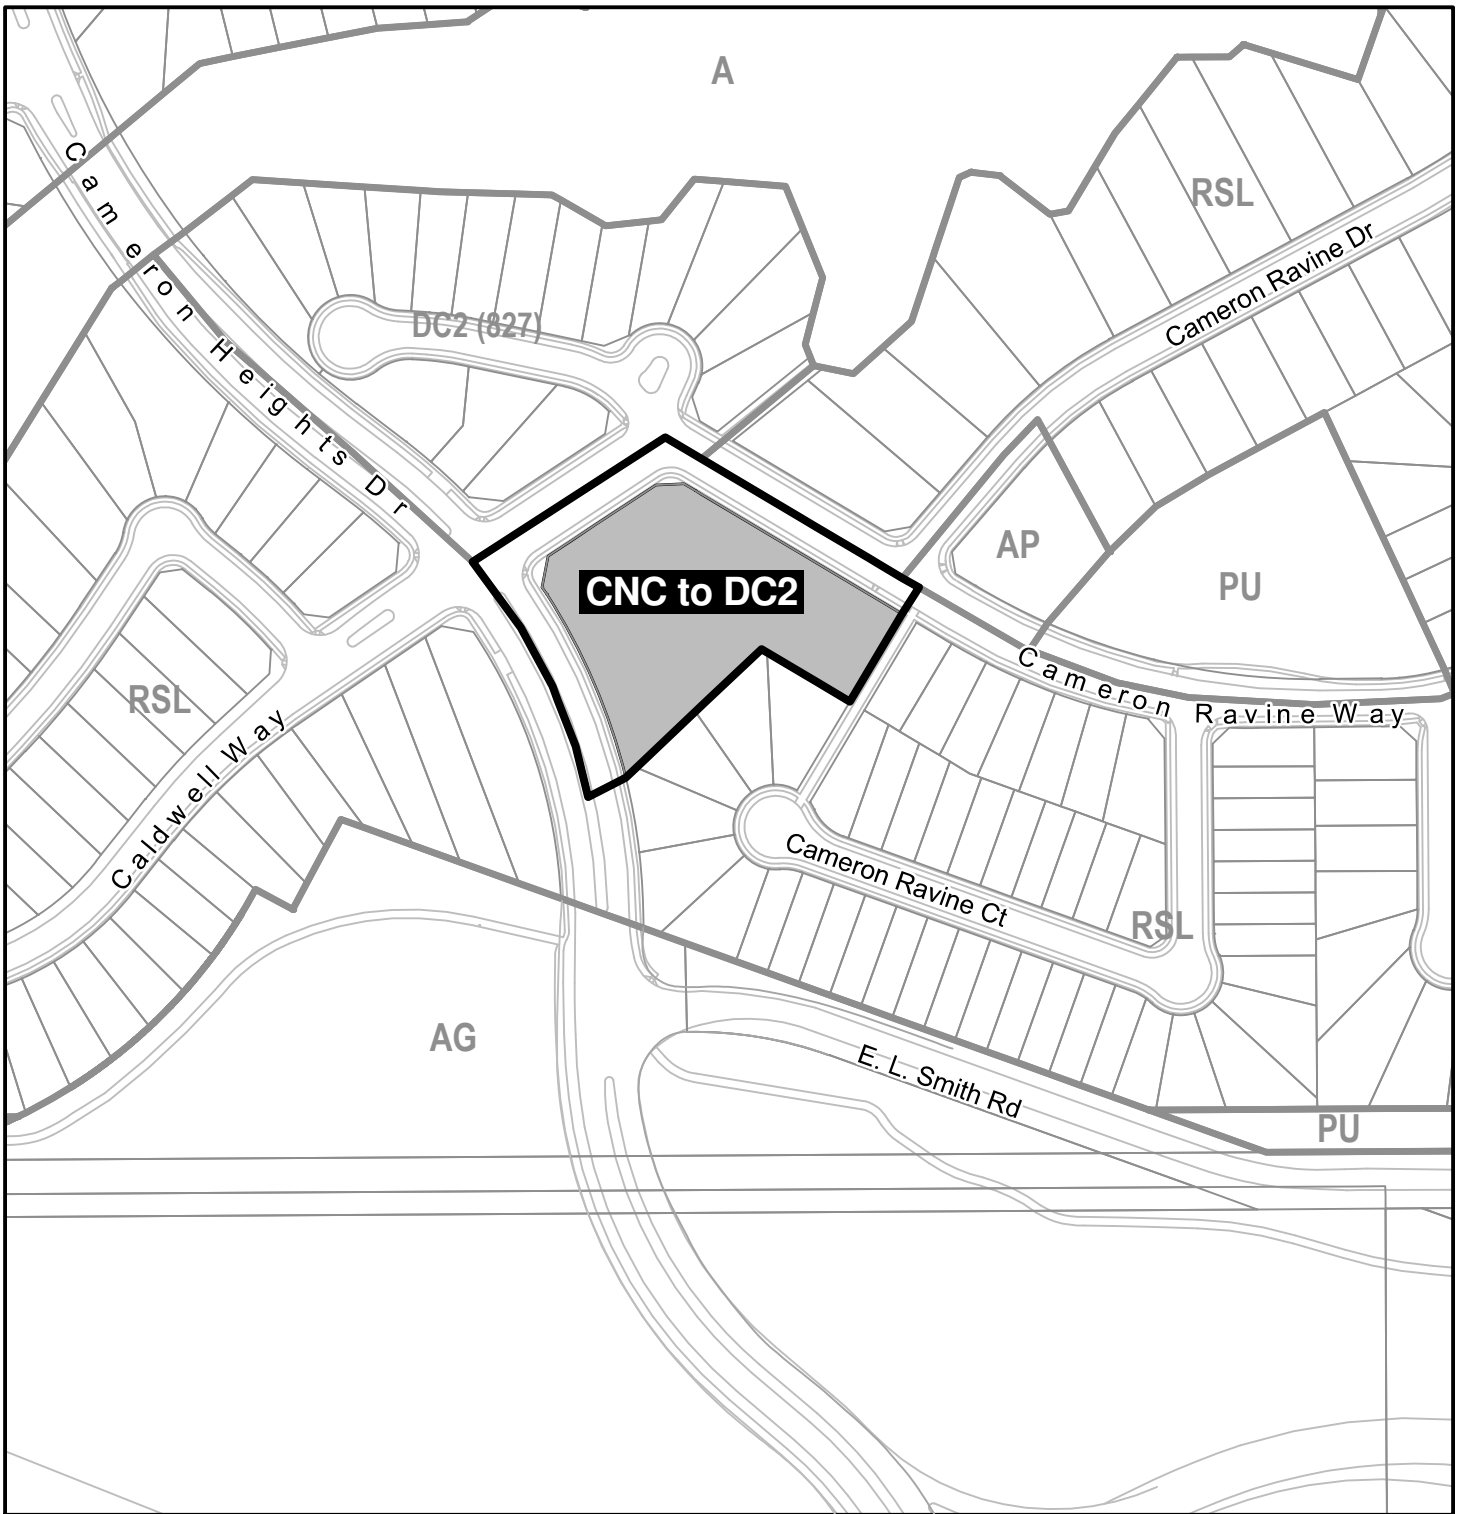 A
RSL
Cameron Ravine Dr
Cameron Heights Dr
DC2 (827)
AP
PU
CNC to DC2
Cameron Ravine Way
RSL
Caldwell Way
Cameron Ravine Ct
RSL
AG
E. L. Smith Rd
PU